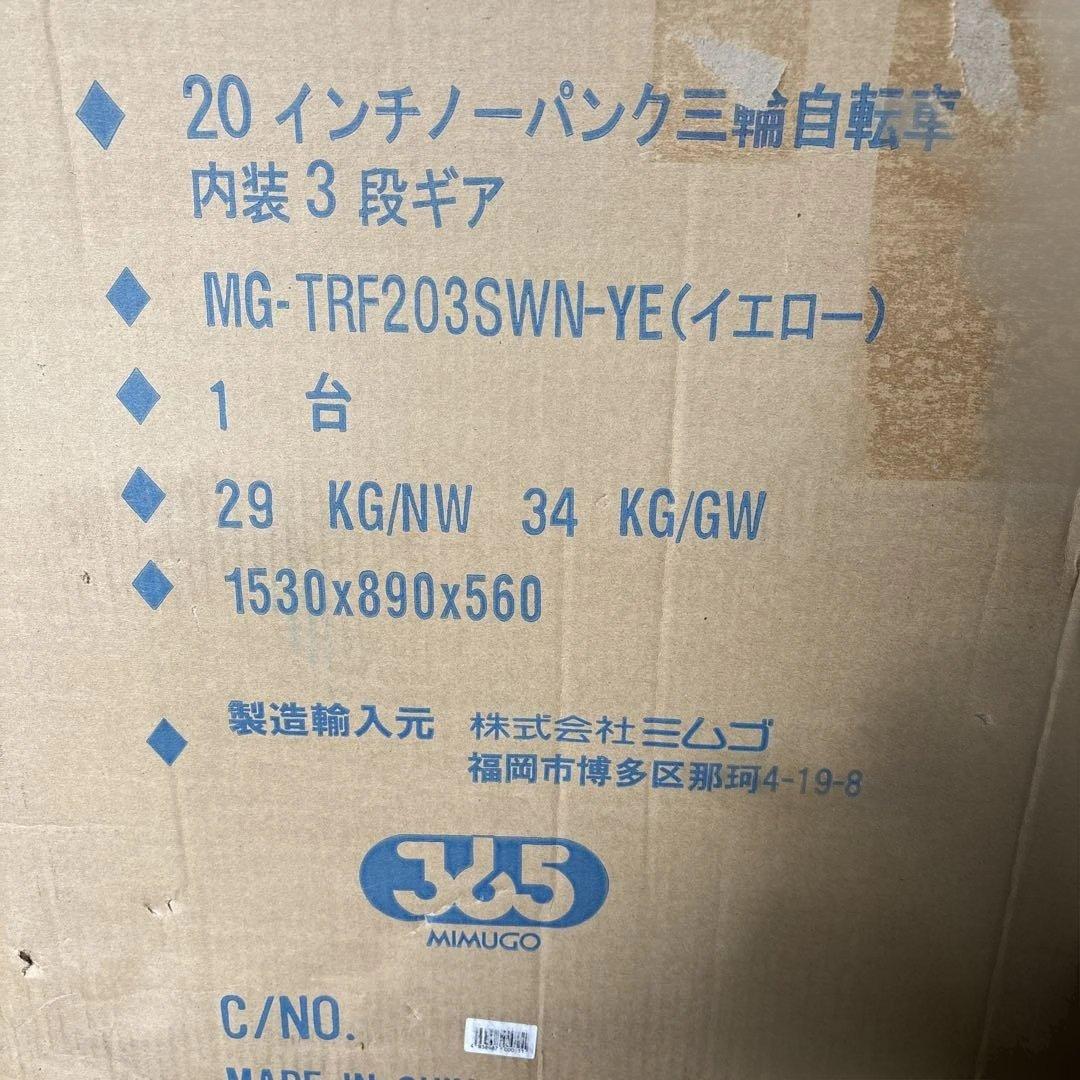 ◆ 20インチノーパンク三輪自転車
内装3段ギア
◆ MG-TRF203SWN-YE(イエロー)
◆ 1 台
◆ 29 KG/NW 34 KG/GW
◆ 1530x890x560
◆ 製造輸入元 株式会社ミムゴ
福岡市博多区那珂4-19-8
365
MIMUGO
C/NO.
MADE IN